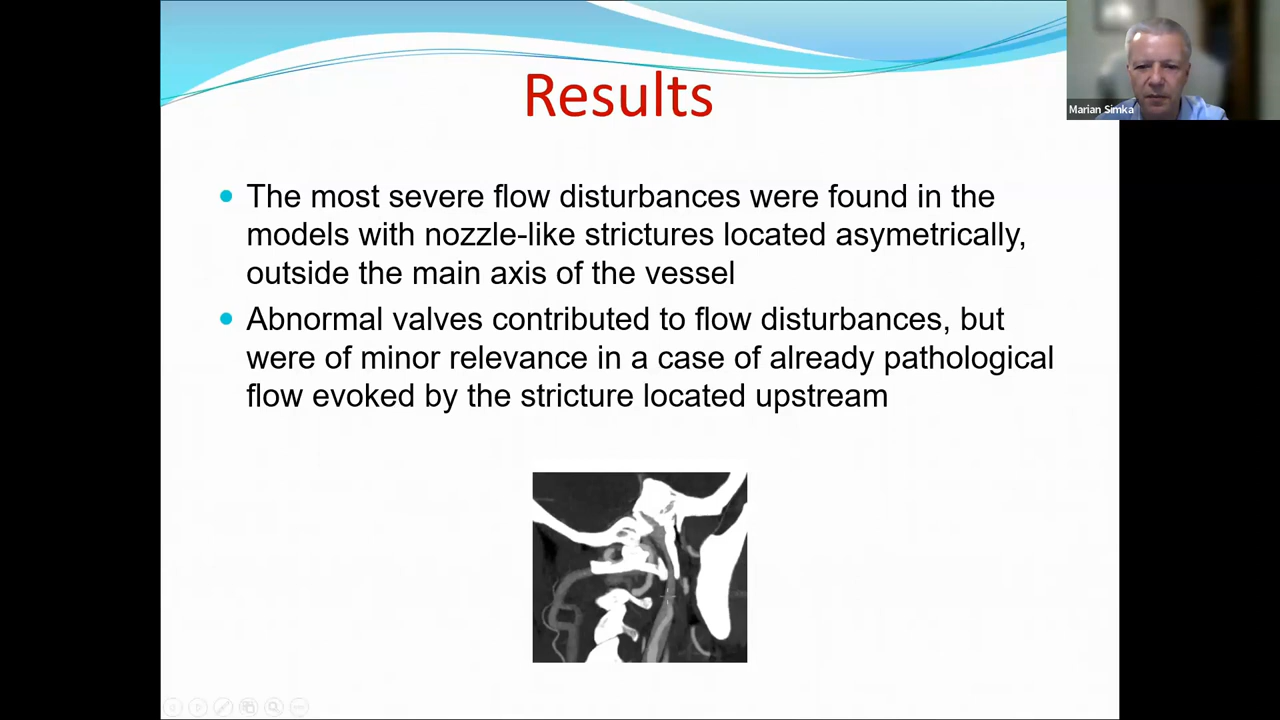 Results
Marian Simka
The most severe flow disturbances were found in the
models with nozzle-like strictures located asymetrically,
outside the main axis of the vessel
Abnormal valves contributed to flow disturbances, but
were of minor relevance in a case of already pathological
flow evoked by the stricture located upstream